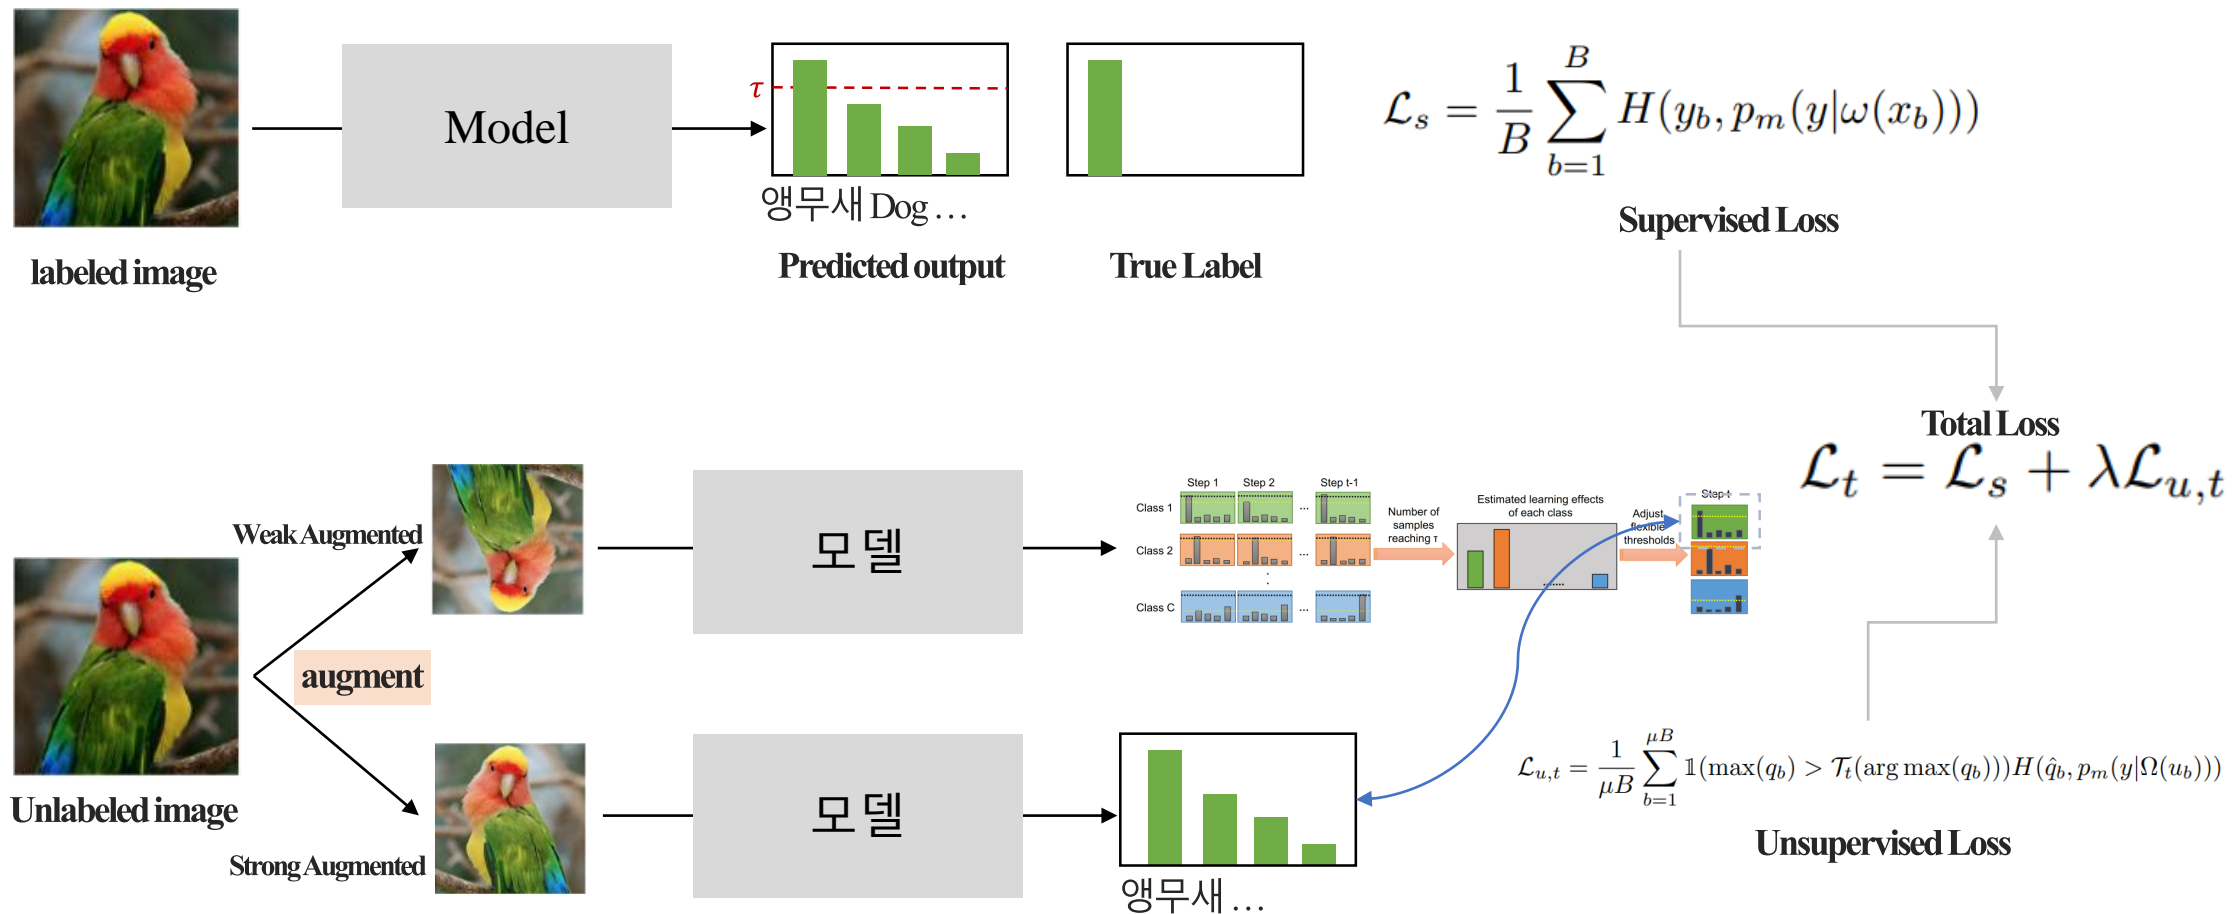 Model
τ
앵무새 Dog …
labeled image
Predicted output
True Label
ℒ_s = 1/B ∑_{b=1}^{B} H(y_b, p_m(y|ω(x_b)))
Supervised Loss
Total Loss
ℒ_t = ℒ_s + λℒ_{u,t}
Weak Augmented
모델
Step 1 Step 2 Step t-1
Class 1 ...
Class 2 ...
Class C ...
Number of
samples
reaching τ
Estimated learning effects
of each class
.......
Adjust
flexible
thresholds
Step t
augment
Unlabeled image
Strong Augmented
모델
앵무새 …
ℒ_{u,t} = 1/μB ∑_{b=1}^{μB} 𝟙(max(q_b) > 𝒯_t(arg max(q_b)))H(q̂_b, p_m(y|Ω(u_b)))
Unsupervised Loss